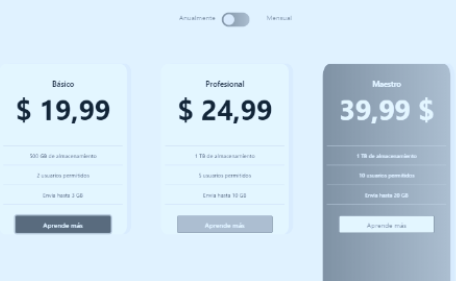 Anualmente Mensual
Básico
$ 19,99
500 GB de almacenamiento
2 usuarios permitidos
Envía hasta 3 GB
Aprende más
Profesional
$ 24,99
1 TB de almacenamiento
5 usuarios permitidos
Envía hasta 10 GB
Aprende más
Maestro
39,99 $
1 TB de almacenamiento
10 usuarios permitidos
Envía hasta 20 GB
Aprende más